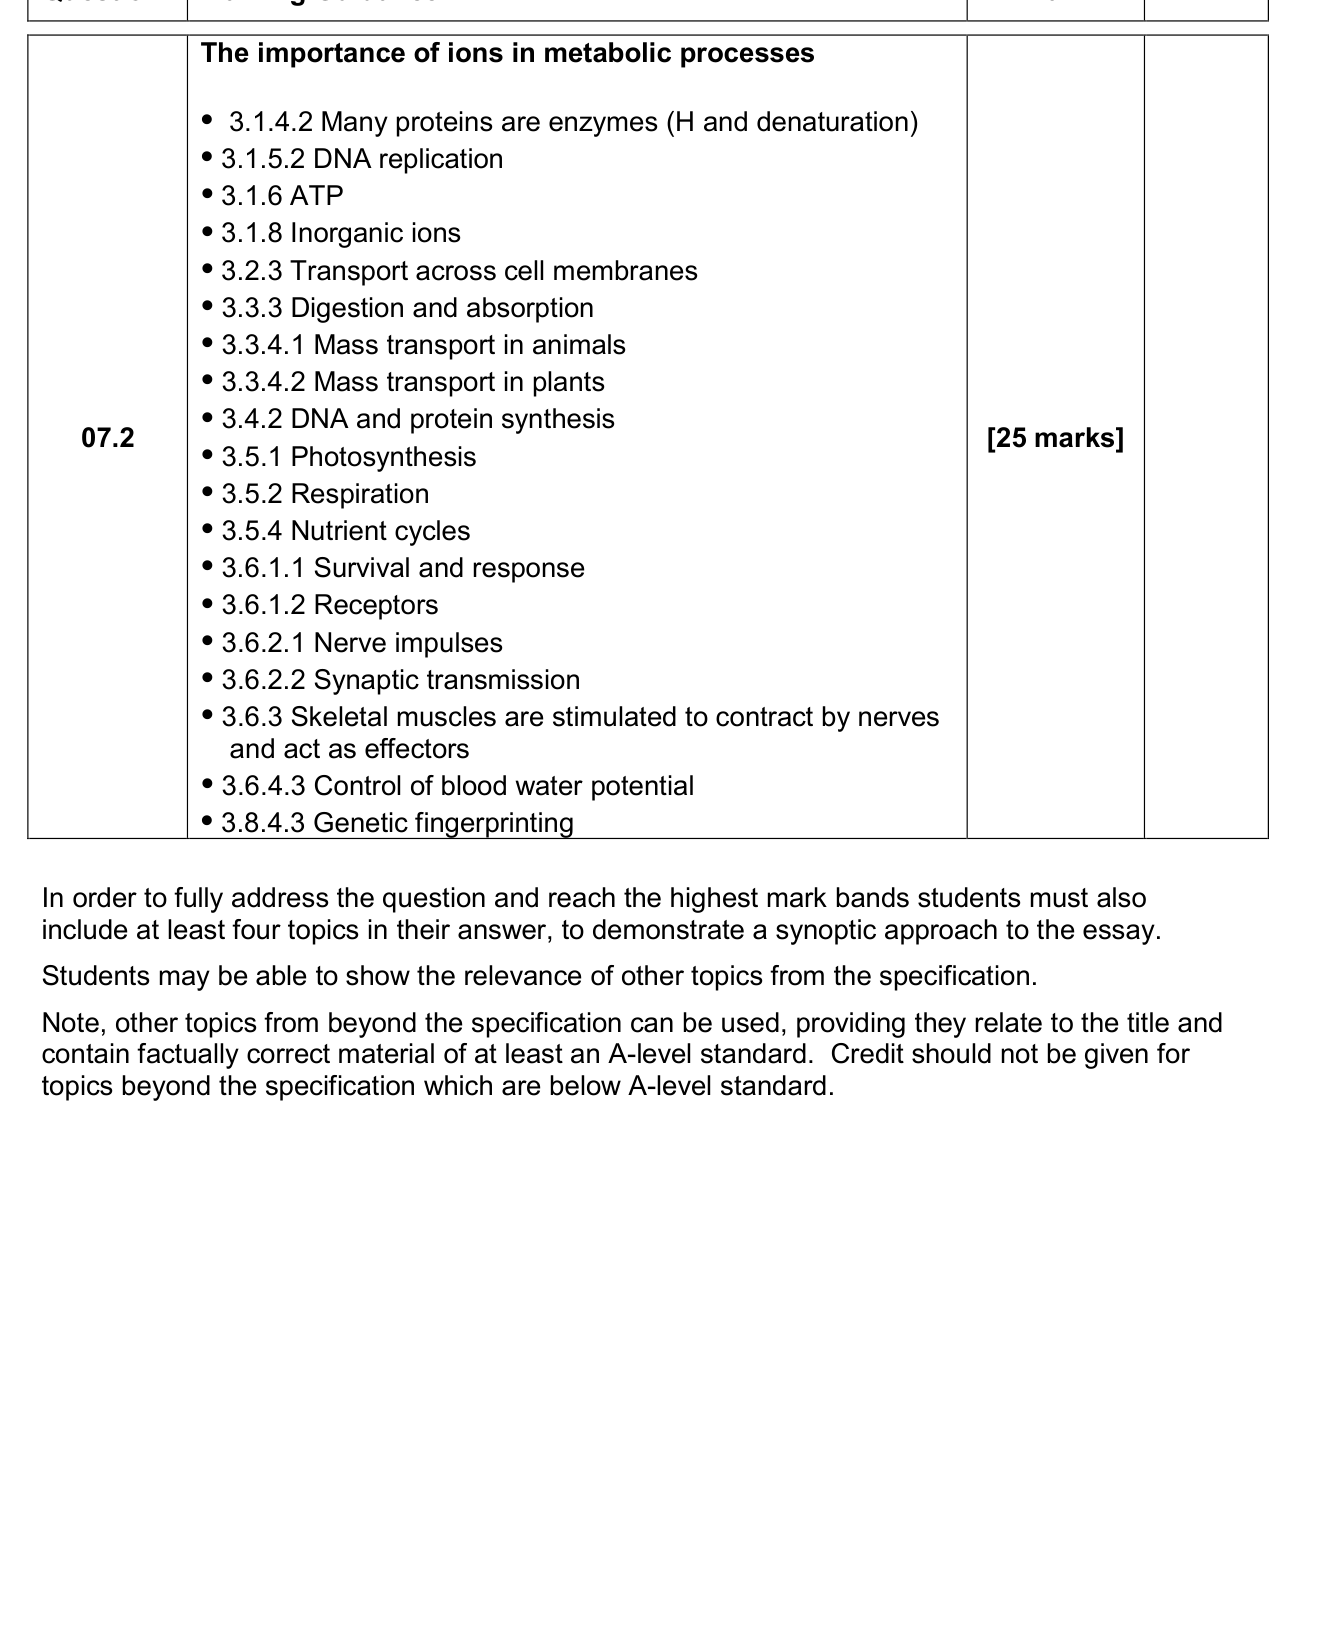 The importance of ions in metabolic processes
• 3.1.4.2 Many proteins are enzymes (H and denaturation)
• 3.1.5.2 DNA replication
• 3.1.6 ATP
• 3.1.8 Inorganic ions
• 3.2.3 Transport across cell membranes
• 3.3.3 Digestion and absorption
• 3.3.4.1 Mass transport in animals
• 3.3.4.2 Mass transport in plants
• 3.4.2 DNA and protein synthesis
07.2
[25 marks]
• 3.5.1 Photosynthesis
• 3.5.2 Respiration
• 3.5.4 Nutrient cycles
• 3.6.1.1 Survival and response
• 3.6.1.2 Receptors
• 3.6.2.1 Nerve impulses
• 3.6.2.2 Synaptic transmission
• 3.6.3 Skeletal muscles are stimulated to contract by nerves
and act as effectors
• 3.6.4.3 Control of blood water potential
• 3.8.4.3 Genetic fingerprinting
In order to fully address the question and reach the highest mark bands students must also
include at least four topics in their answer, to demonstrate a synoptic approach to the essay.
Students may be able to show the relevance of other topics from the specification.
Note, other topics from beyond the specification can be used, providing they relate to the title and
contain factually correct material of at least an A-level standard.  Credit should not be given for
topics beyond the specification which are below A-level standard.